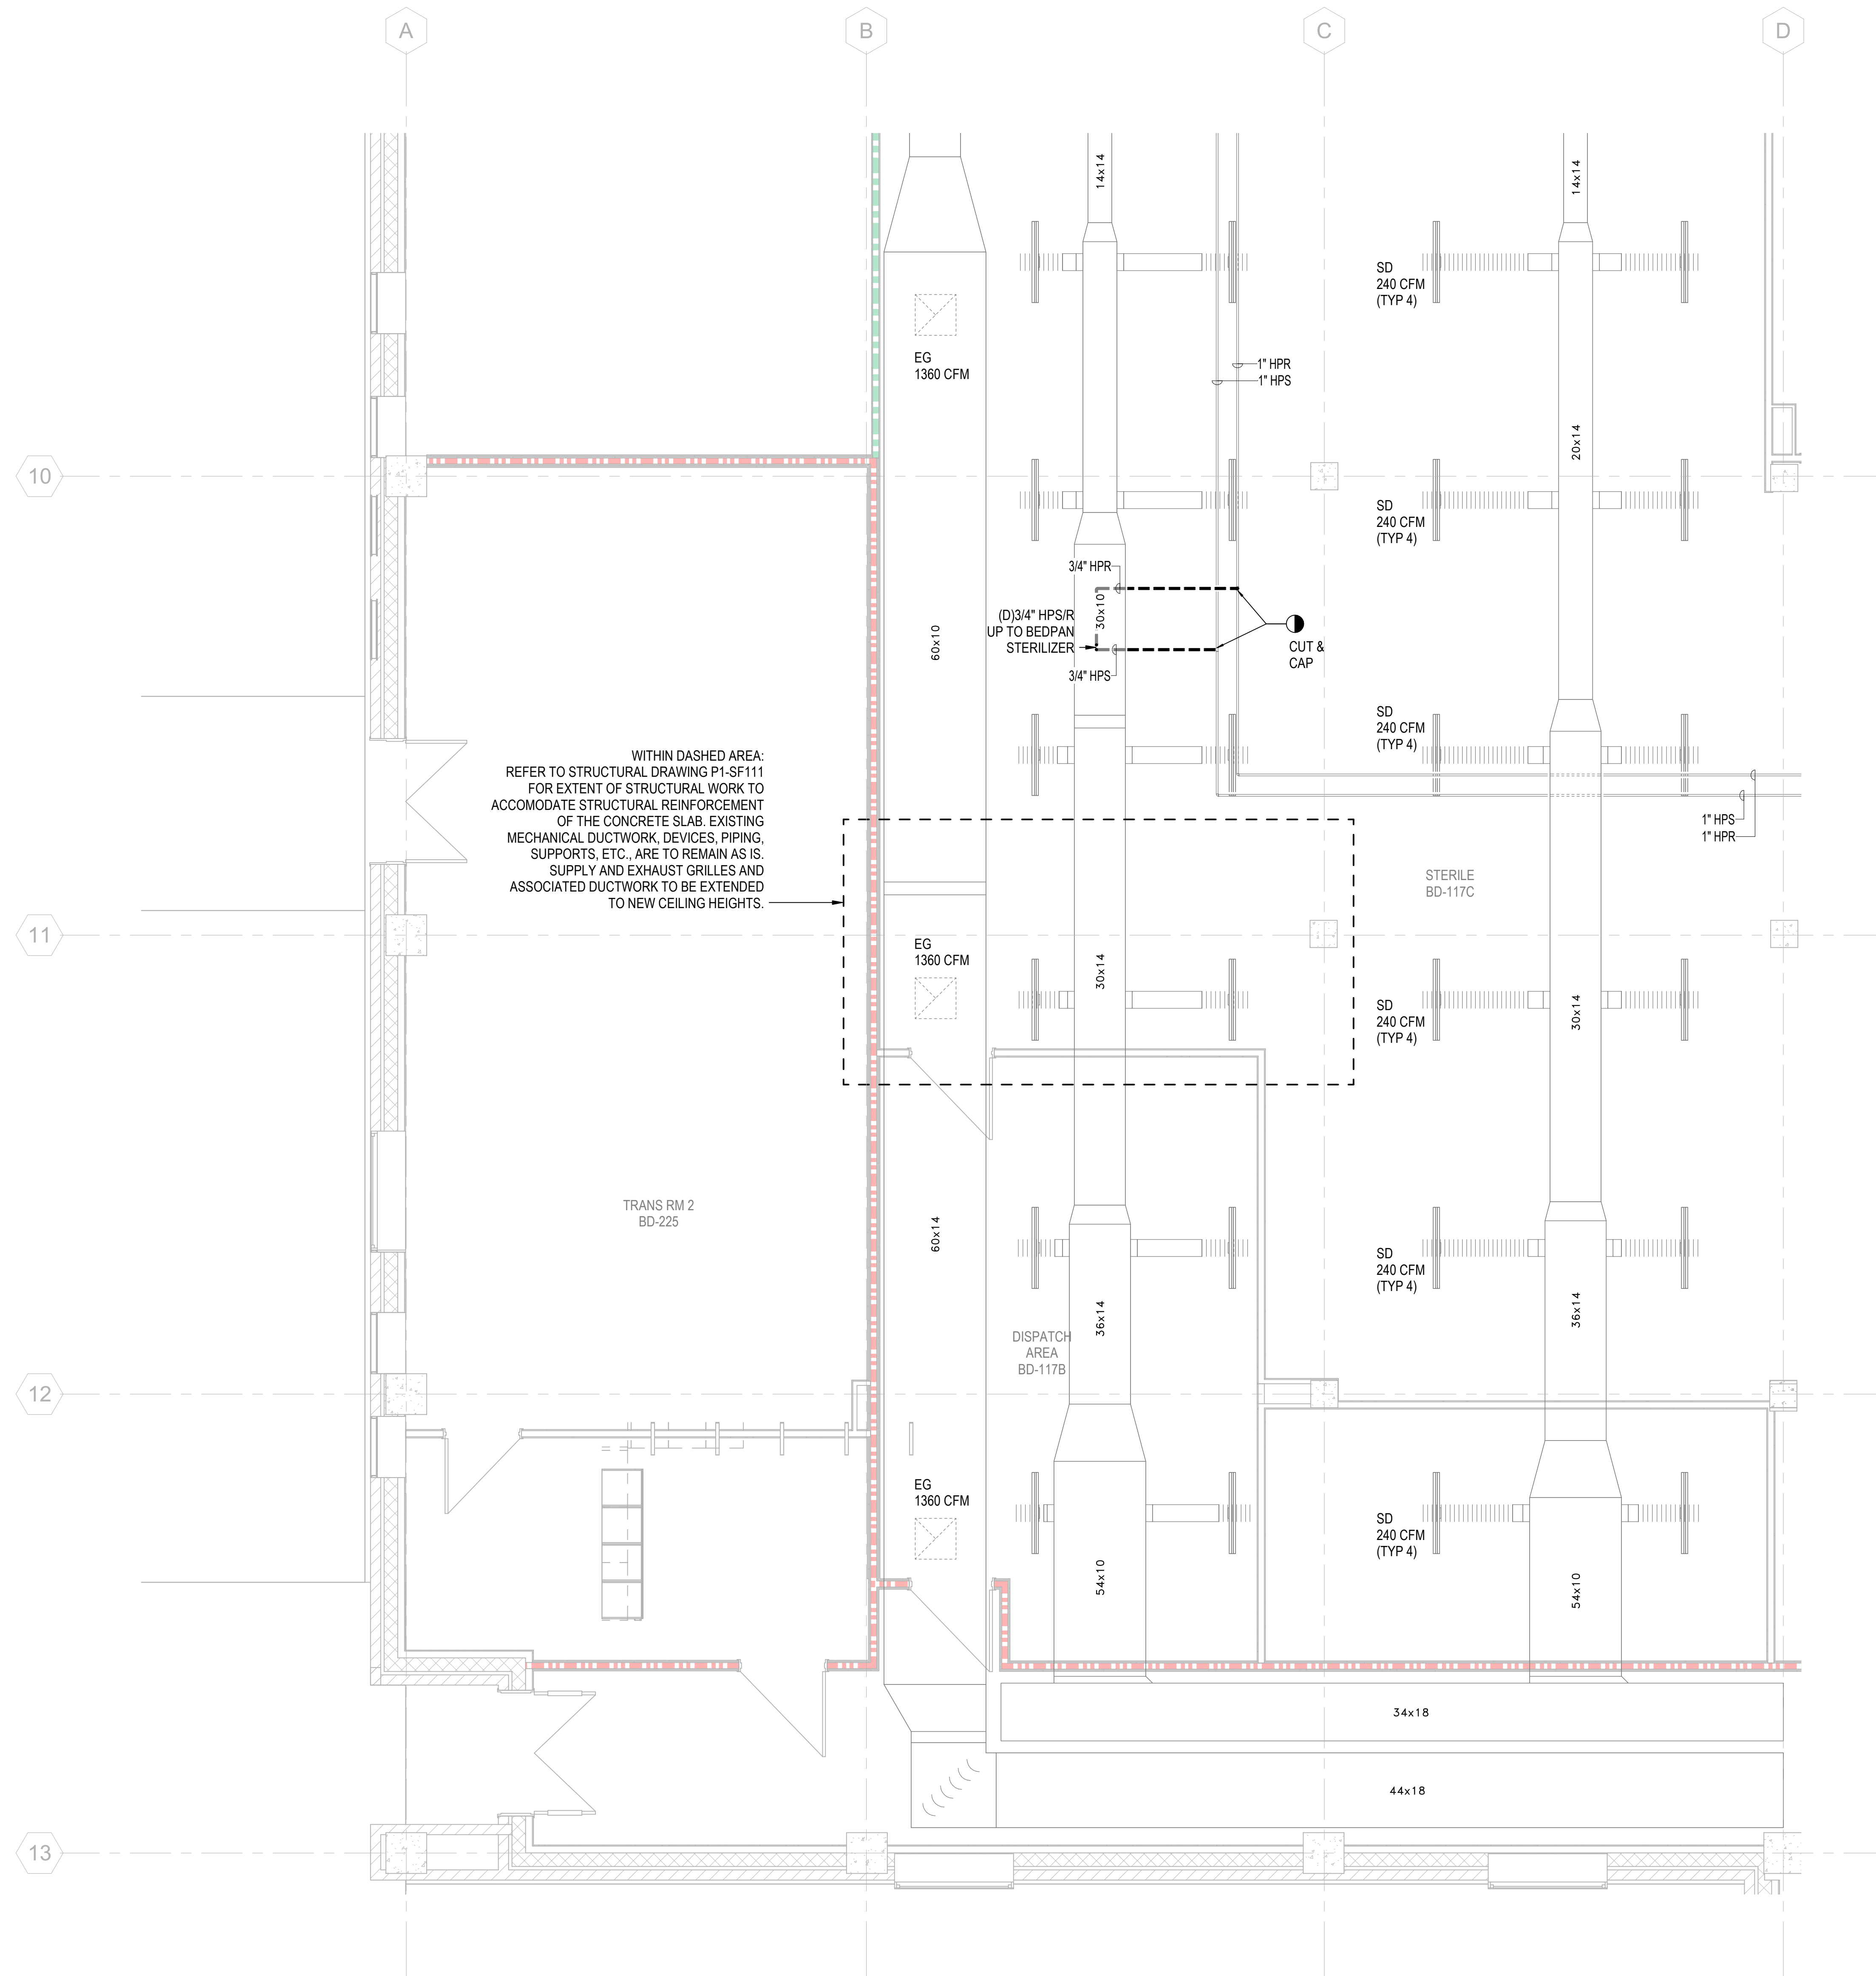 A
B
C
D
14x14
14x14
SD
240 CFM
(TYP 4)
EG
1360 CFM
1" HPR
1" HPS
20x14
10
SD
240 CFM
(TYP 4)
3/4" HPR
30x10
(D)3/4" HPS/R
UP TO BEDPAN
STERILIZER
3/4" HPS
CUT &
CAP
60x10
SD
240 CFM
(TYP 4)
WITHIN DASHED AREA:
REFER TO STRUCTURAL DRAWING P1-SF111
FOR EXTENT OF STRUCTURAL WORK TO
ACCOMODATE STRUCTURAL REINFORCEMENT
OF THE CONCRETE SLAB. EXISTING
MECHANICAL DUCTWORK, DEVICES, PIPING,
SUPPORTS, ETC., ARE TO REMAIN AS IS.
SUPPLY AND EXHAUST GRILLES AND
ASSOCIATED DUCTWORK TO BE EXTENDED
TO NEW CEILING HEIGHTS.
1" HPS
1" HPR
STERILE
BD-117C
11
EG
1360 CFM
30x14
SD
240 CFM
(TYP 4)
30x14
TRANS RM 2
BD-225
60x14
SD
240 CFM
(TYP 4)
36x14
36x14
DISPATCH
AREA
BD-117B
12
EG
1360 CFM
SD
240 CFM
(TYP 4)
54x10
54x10
34x18
44x18
13